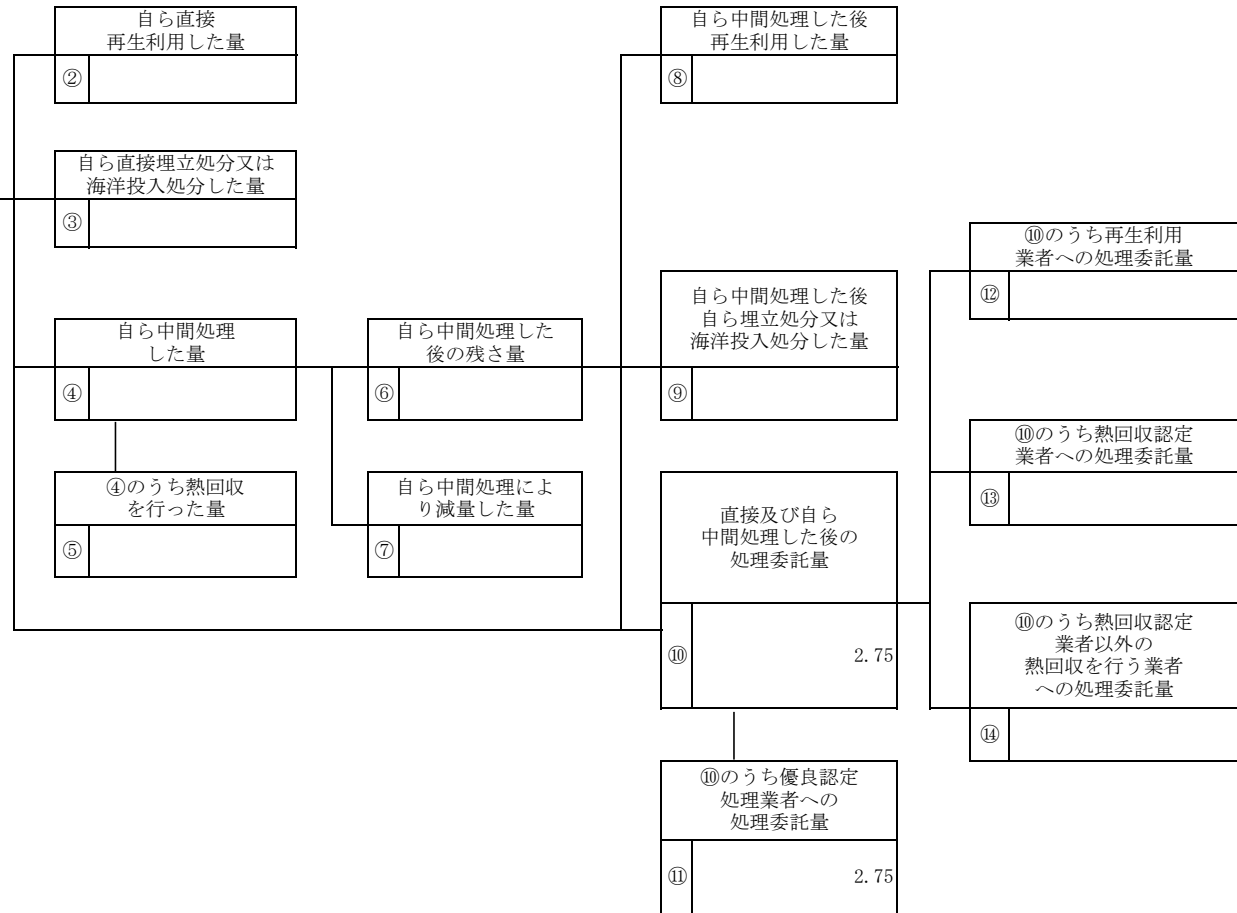 自ら直接
再生利用した量
②
自ら直接埋立処分又は
海洋投入処分した量
③
自ら中間処理
した量
④
④のうち熱回収
を行った量
⑤
自ら中間処理した
後の残さ量
⑥
自ら中間処理によ
り減量した量
⑦
自ら中間処理した後
再生利用した量
⑧
自ら中間処理した後
自ら埋立処分又は
海洋投入処分した量
⑨
直接及び自ら
中間処理した後の
処理委託量
⑩ 2.75
⑩のうち優良認定
処理業者への
処理委託量
⑪ 2.75
⑩のうち再生利用
業者への処理委託量
⑫
⑩のうち熱回収認定
業者への処理委託量
⑬
⑩のうち熱回収認定
業者以外の
熱回収を行う業者
への処理委託量
⑭